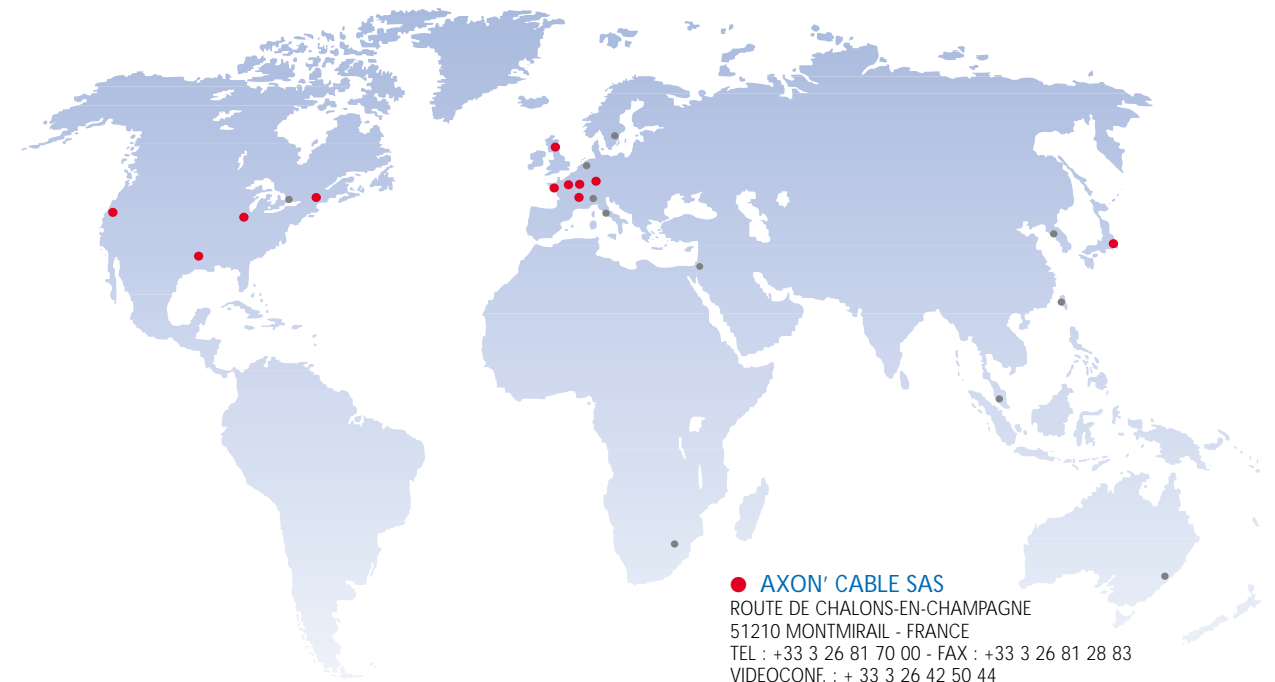 AXON' CABLE SAS
ROUTE DE CHALONS-EN-CHAMPAGNE
51210 MONTMIRAIL - FRANCE
TEL : +33 3 26 81 70 00 - FAX : +33 3 26 81 28 83
VIDEOCONF. : + 33 3 26 42 50 44